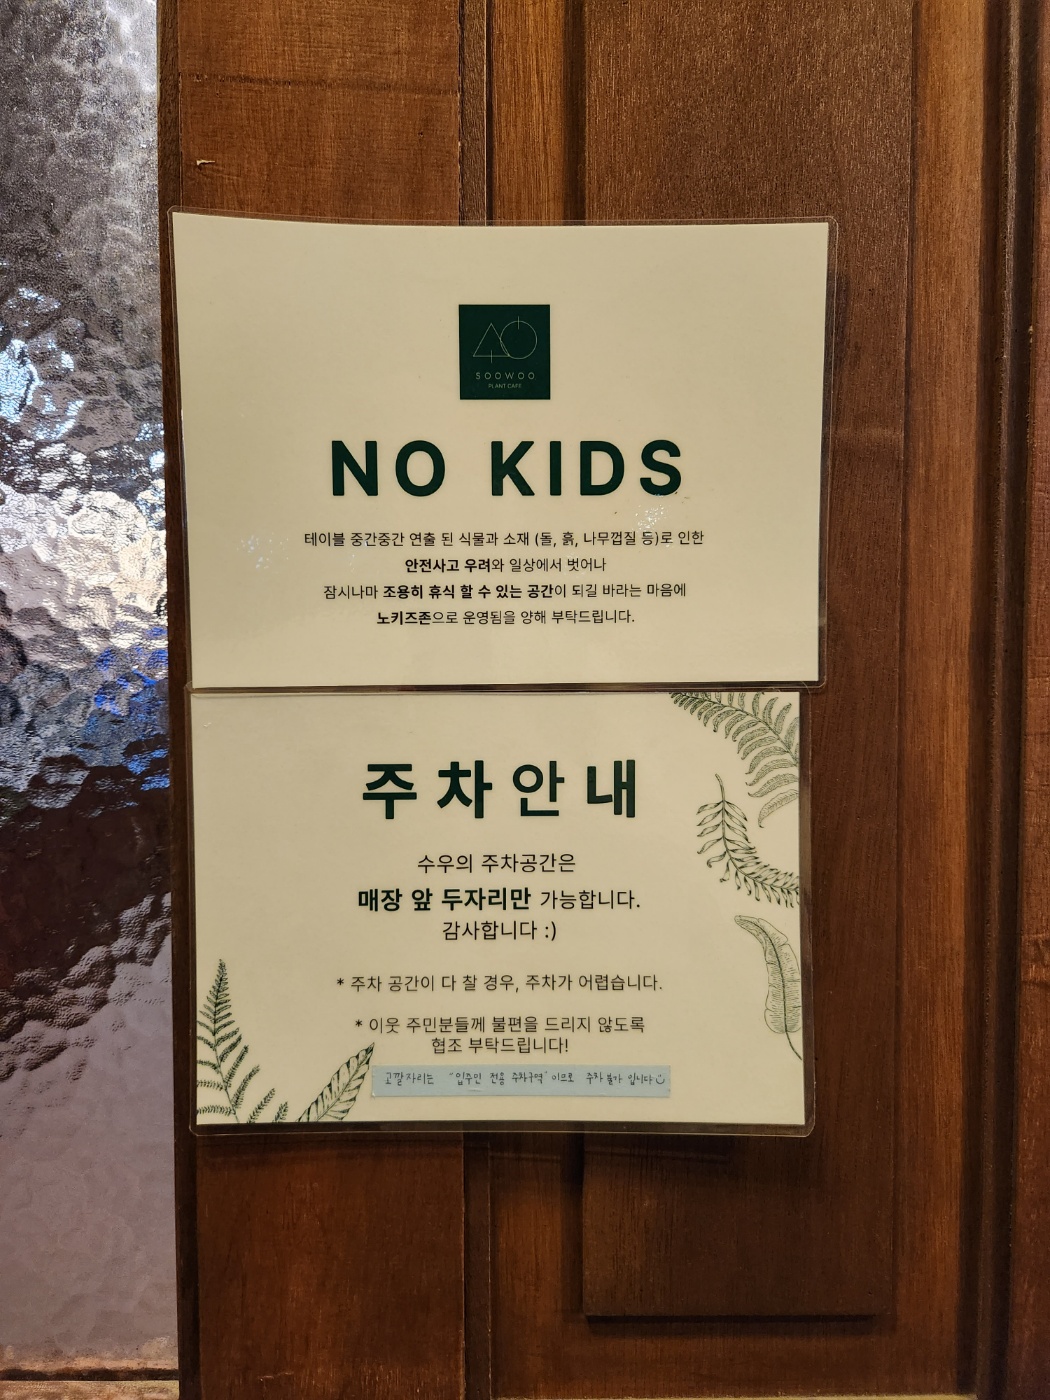 SOOWOO
PLANT CAFE
NO KIDS
테이블 중간중간 연출 된 식물과 소재 (돌, 흙, 나무껍질 등)로 인한
안전사고 우려와 일상에서 벗어나
잠시나마 조용히 휴식 할 수 있는 공간이 되길 바라는 마음에
노키즈존으로 운영됨을 양해 부탁드립니다.
주차안내
수우의 주차공간은
매장 앞 두자리만 가능합니다.
감사합니다 :)
* 주차 공간이 다 찰 경우, 주차가 어렵습니다.
* 이웃 주민분들께 불편을 드리지 않도록
협조 부탁드립니다!
고깔자리는 "입주민 전용 주차구역" 이므로 주차 불가 입니다